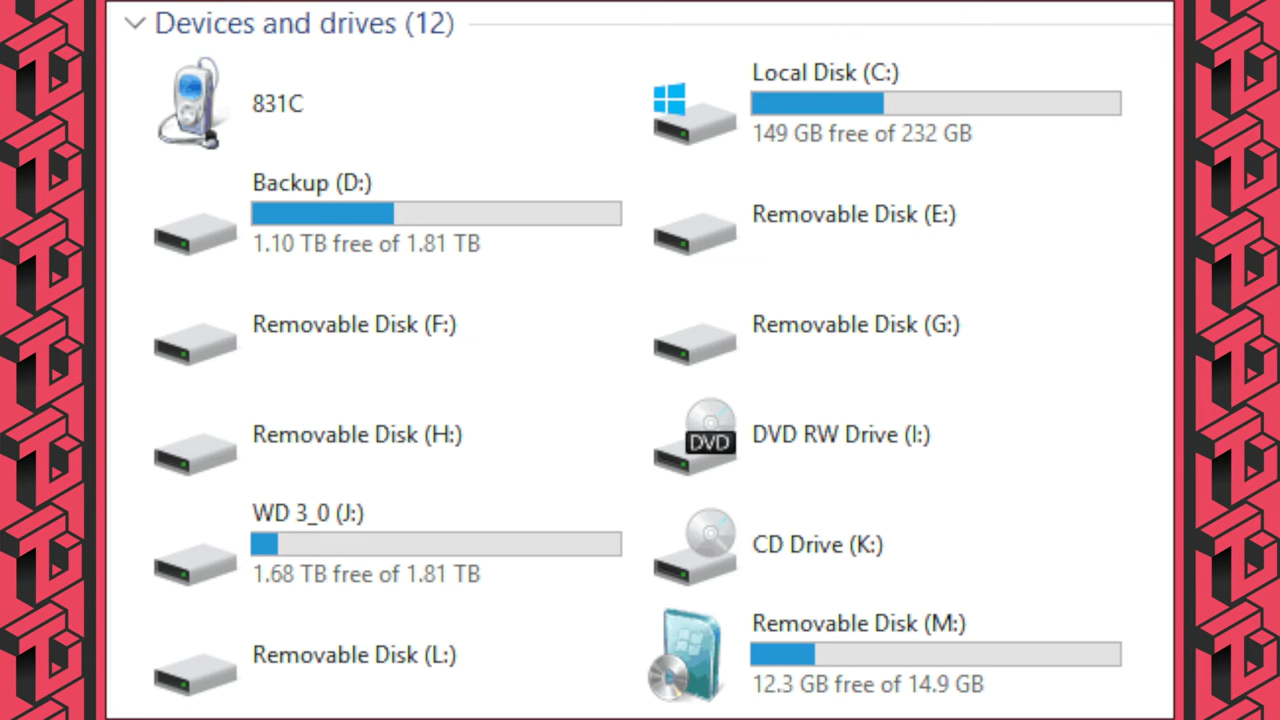 Devices and drives (12)
831C
Local Disk (C:)
149 GB free of 232 GB
Backup (D:)
1.10 TB free of 1.81 TB
Removable Disk (E:)
Removable Disk (F:)
Removable Disk (G:)
Removable Disk (H:)
DVD
DVD RW Drive (I:)
WD 3_0 (J:)
1.68 TB free of 1.81 TB
CD Drive (K:)
Removable Disk (L:)
Removable Disk (M:)
12.3 GB free of 14.9 GB